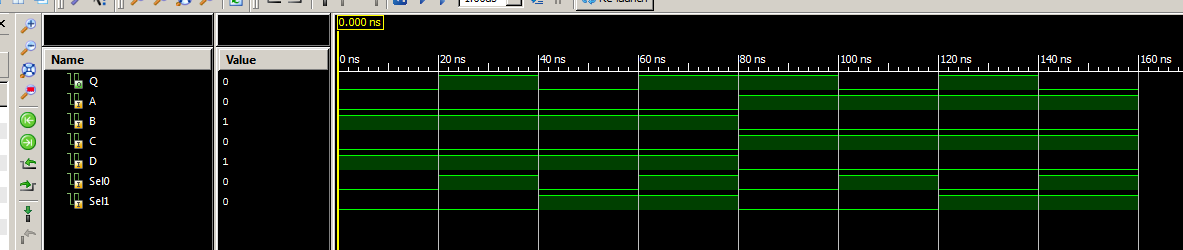 0.000 ns
Name Value
0 ns 20 ns 40 ns 60 ns 80 ns 100 ns 120 ns 140 ns 160 ns
Q 0
A 0
B 1
C 0
D 1
Sel0 0
Sel1 0